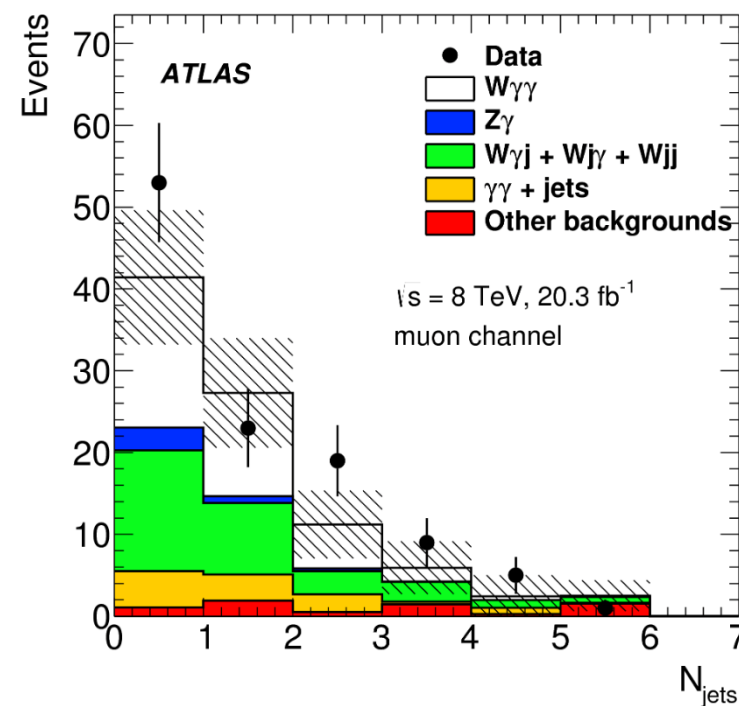 Events
70
60
50
40
30
20
10
0
ATLAS
Data
Wγγ
Zγ
Wγj + Wjγ + Wjj
γγ + jets
Other backgrounds
√s = 8 TeV, 20.3 fb⁻¹
muon channel
0 1 2 3 4 5 6 7
N_jets